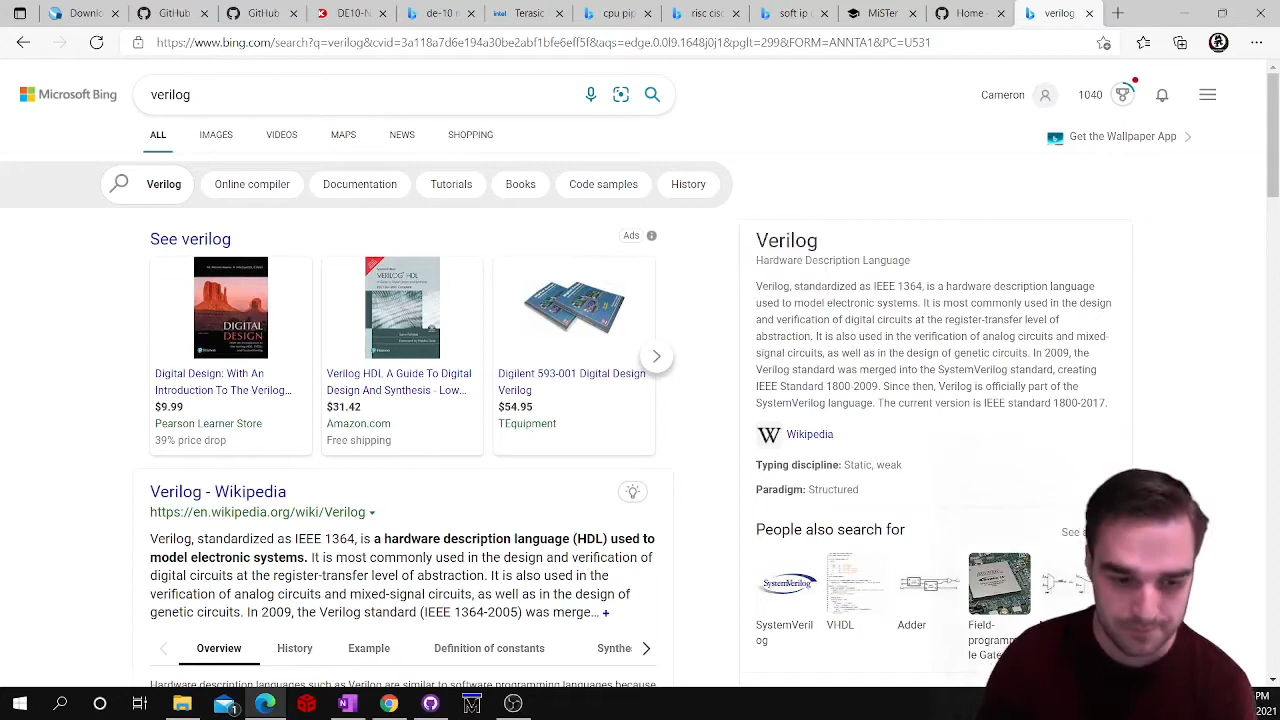 Downlo
Github
Github
DE10-
de-10 n
Terasic
cpu pip
risc cis
bing - p
MiSTer
Home
verilog
https://www.bing.com/search?q=verilog&cvid=3a118a7d6e194a30be2abf1bfe6ff5f&aqs=edge.0l9.1648j0j1&pglt=299&FORM=ANNTA1&PC=U531
Microsoft Bing
verilog
Cameron
1040
ALL
IMAGES
VIDEOS
MAPS
NEWS
SHOPPING
Get the Wallpaper App
Verilog
Online complier
Documentation
Tutorials
Books
Code samples
History
See verilog
Ads
DIGITAL
DESIGN
VERILOG HDL
Digital Design: With An
Introduction To The Verilog...
$9.99
Pearson Learner Store
39% price drop
Verilog HDL A Guide To Digital
Design And Synthesis - Low...
$31.42
Amazon.com
Free shipping
Digilent 593-001 Digital Design
Verilog
$54.95
TEquipment
Verilog - Wikipedia
https://en.wikipedia.org/wiki/Verilog
Verilog, standardized as IEEE 1364, is a hardware description language (HDL) used to
model electronic systems. It is most commonly used in the design and verification of
digital circuits at the register-transfer level of abstraction. It is also used in the
verification of analog circuits and mixed-signal circuits, as well as in the design of
genetic circuits. In 2009, the Verilog standard (IEEE 1364-2005) was merge... +
Overview
History
Example
Definition of constants
Synthe
Hardware description languages such as Verilog are similar to software programming languages because
Verilog
Hardware Description Language
Verilog, standardized as IEEE 1364, is a hardware description language
used to model electronic systems. It is most commonly used in the design
and verification of digital circuits at the register-transfer level of
abstraction. It is also used in the verification of analog circuits and mixed-
signal circuits, as well as in the design of genetic circuits. In 2009, the
Verilog standard was merged into the SystemVerilog standard, creating
IEEE Standard 1800-2009. Since then, Verilog is officially part of the
SystemVerilog language. The current version is IEEE standard 1800-2017.
W Wikipedia
Typing discipline: Static, weak
Paradigm: Structured
People also search for
See a
SystemVerilog
SystemVeril
og
VHDL
Adder
Field-
programm
le Gate
PM
2021